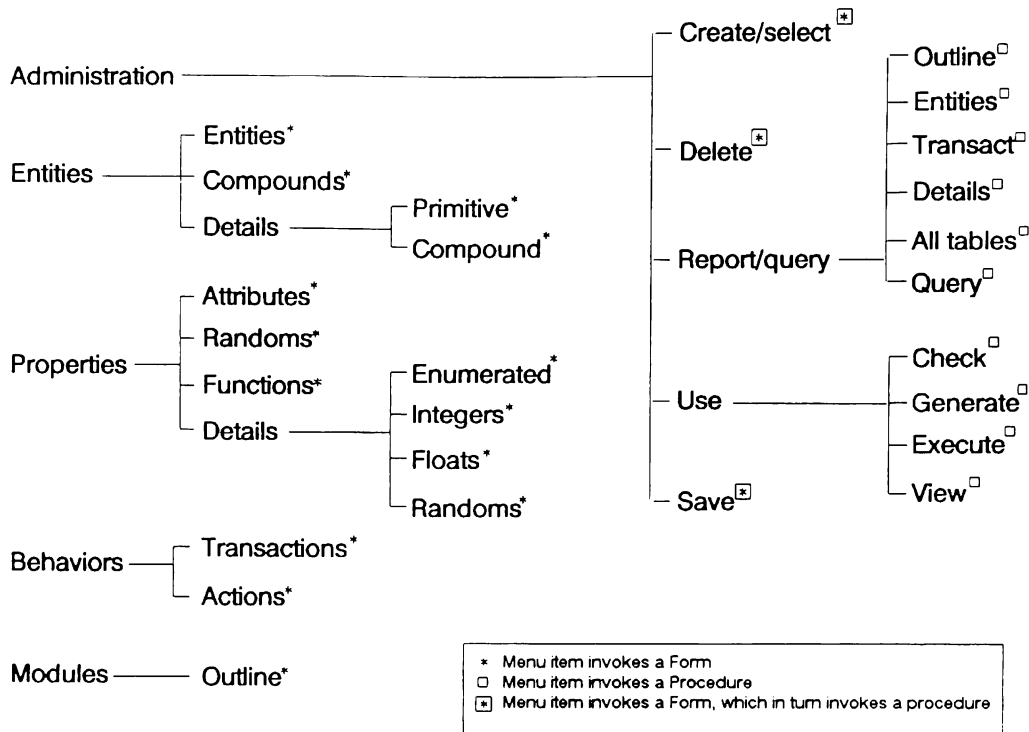 Administration
Create/select [*]
Delete [*]
Report/query
Outline □
Entities □
Transact □
Details □
All tables □
Query □
Use
Check □
Generate □
Execute □
View □
Save [*]
Entities
Entities*
Compounds*
Details
Primitive*
Compound*
Properties
Attributes*
Randoms*
Functions*
Details
Enumerated*
Integers*
Floats*
Randoms*
Behaviors
Transactions*
Actions*
Modules
Outline*
* Menu item invokes a Form
□ Menu item invokes a Procedure
[*] Menu item invokes a Form, which in turn invokes a procedure